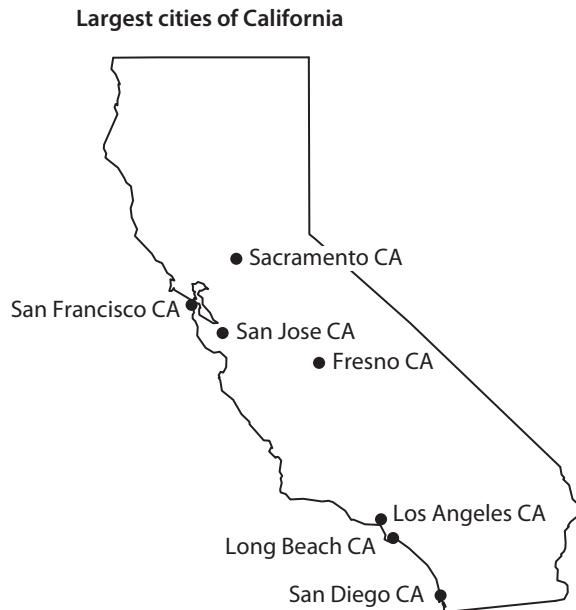 Largest cities of California
Sacramento CA
San Francisco CA
San Jose CA
Fresno CA
Los Angeles CA
Long Beach CA
San Diego CA